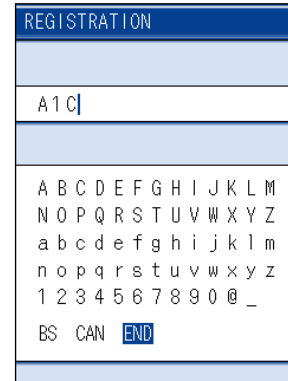 REGISTRATION
A1C
A B C D E F G H I J K L M
N O P Q R S T U V W X Y Z
a b c d e f g h i j k l m
n o p q r s t u v w x y z
1 2 3 4 5 6 7 8 9 0 @ _
BS CAN END